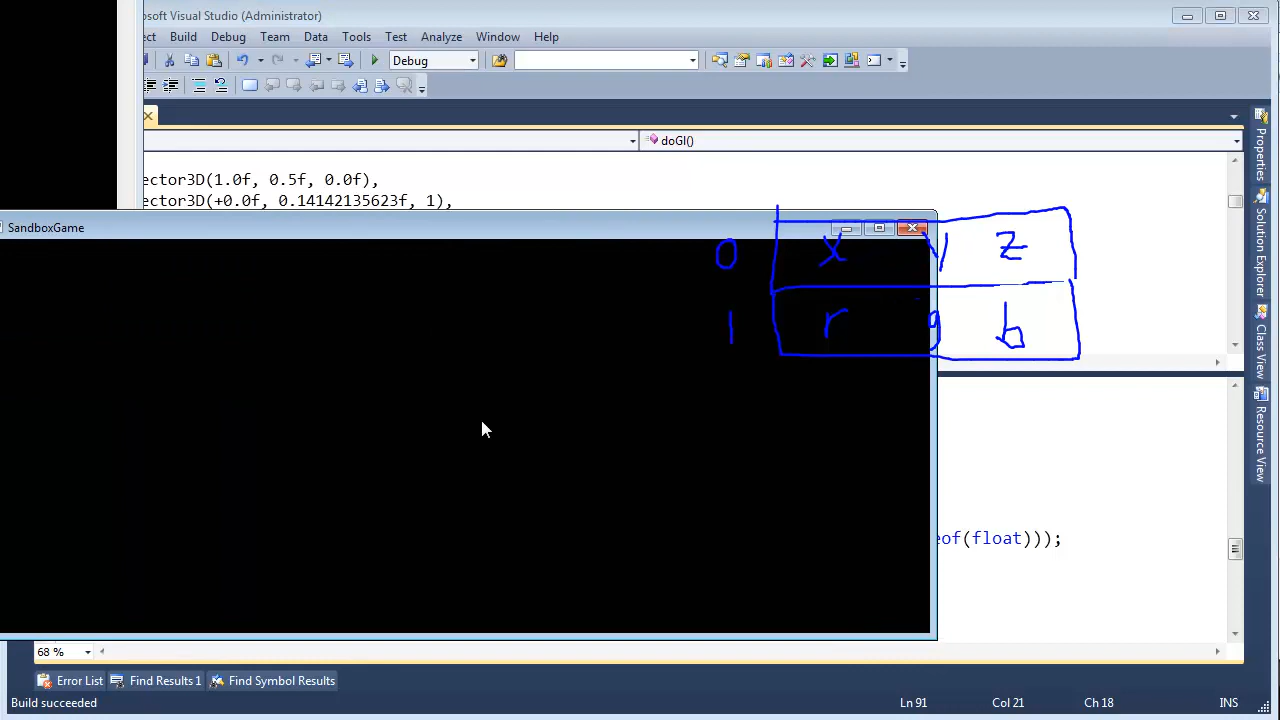 osoft Visual Studio (Administrator)
ect Build Debug Team Data Tools Test Analyze Window Help
Debug
doGl()
ector3D(1.0f, 0.5f, 0.0f),
ector3D(+0.0f, 0.14142135623f, 1),
SandboxGame
0 x y z
1 r g b
eof(float)));
68 %
Error List Find Results 1 Find Symbol Results
Build succeeded Ln 91 Col 21 Ch 18 INS
Properties
Solution Explorer
Class View
Resource View